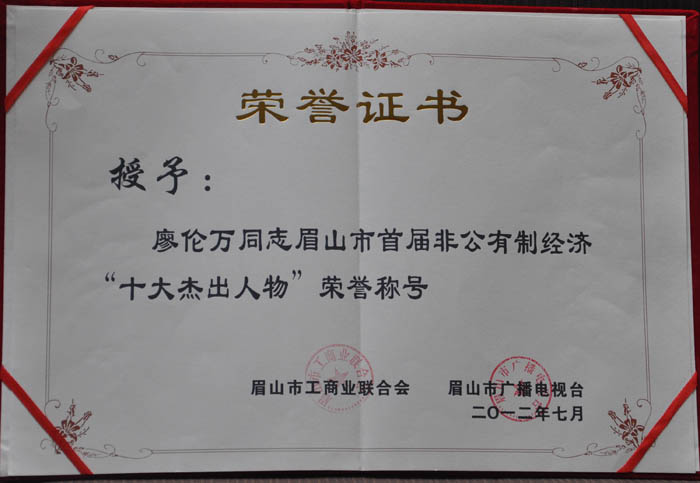 荣誉证书
授予：
廖伦万同志眉山市首届非公有制经济
“十大杰出人物”荣誉称号
眉山市工商业联合会 眉山市广播电视台
二〇一二年七月